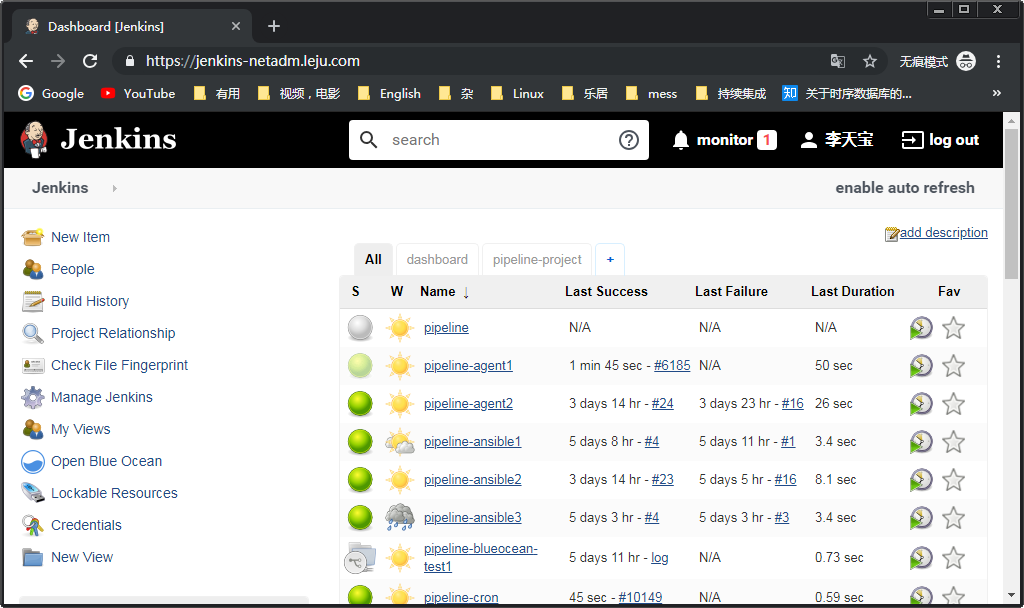 Dashboard [Jenkins]
https://jenkins-netadm.leju.com
无痕模式
Google YouTube 有用 视频，电影 English 杂 Linux 乐居 mess 持续集成 知 关于时序数据库的... »
Jenkins search monitor 1 李天宝 log out
Jenkins enable auto refresh
add description
New Item
People
Build History
Project Relationship
Check File Fingerprint
Manage Jenkins
My Views
Open Blue Ocean
Lockable Resources
Credentials
New View
All dashboard pipeline-project +
S W Name ↓ Last Success Last Failure Last Duration Fav
pipeline N/A N/A N/A
pipeline-agent1 1 min 45 sec - #6185 N/A 50 sec
pipeline-agent2 3 days 14 hr - #24 3 days 23 hr - #16 26 sec
pipeline-ansible1 5 days 8 hr - #4 5 days 11 hr - #1 3.4 sec
pipeline-ansible2 3 days 14 hr - #23 5 days 5 hr - #16 8.1 sec
pipeline-ansible3 5 days 3 hr - #4 5 days 3 hr - #3 3.4 sec
pipeline-blueocean-
test1 5 days 11 hr - log N/A 0.73 sec
pipeline-cron 45 sec - #10149 N/A 0.59 sec